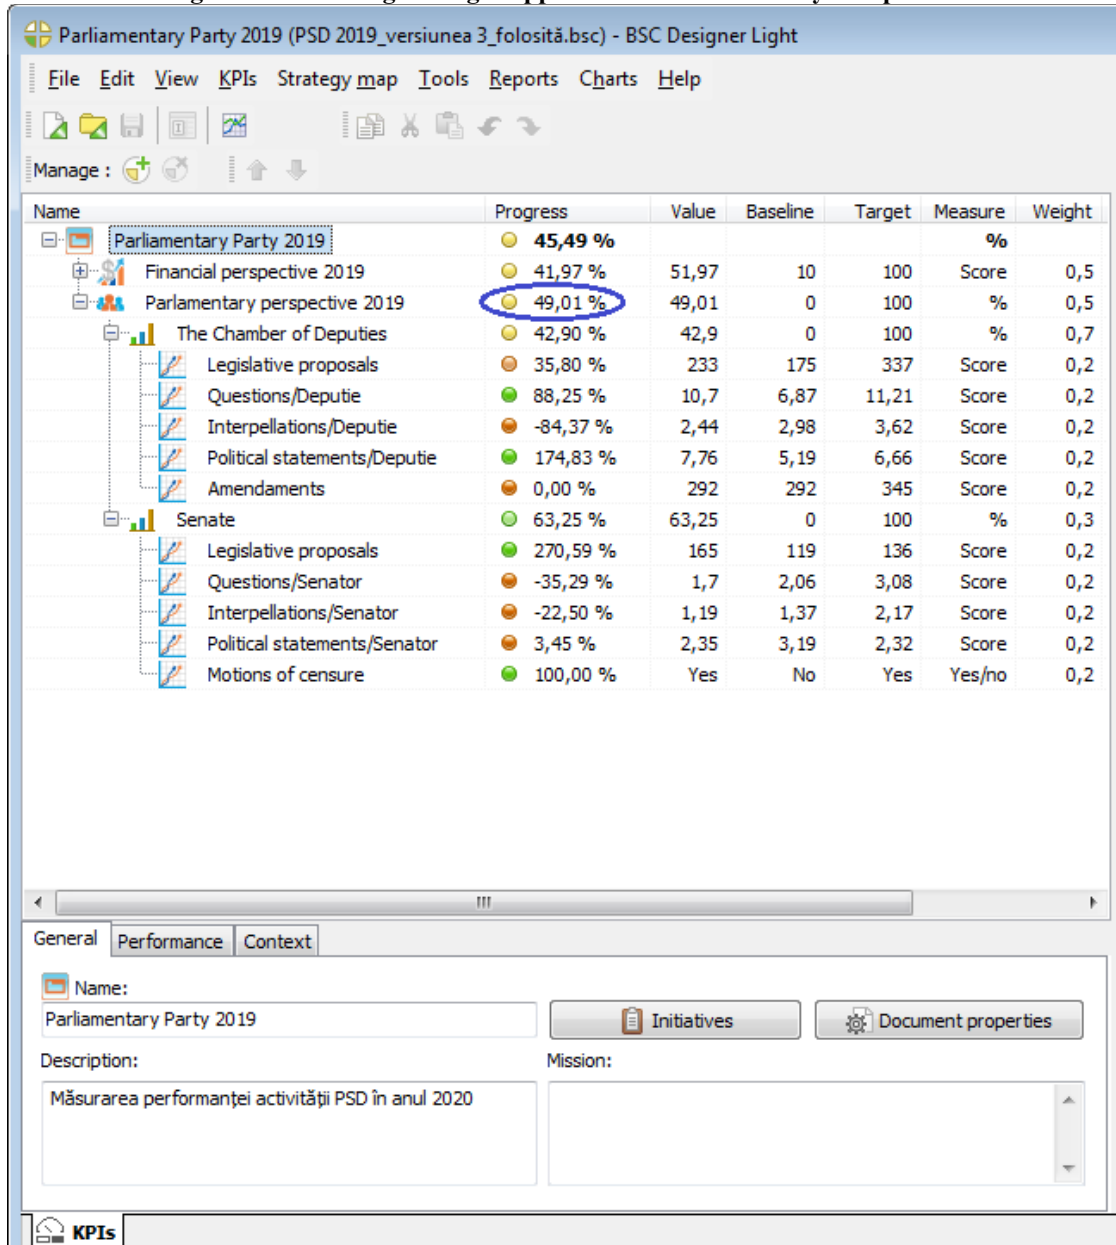 Parliamentary Party 2019 (PSD 2019_versiunea 3_folosită.bsc) - BSC Designer Light
File Edit View KPIs Strategy map Tools Reports Charts Help
Manage :
Name Progress Value Baseline Target Measure Weight
Parliamentary Party 2019 45,49 % %
Financial perspective 2019 41,97 % 51,97 10 100 Score 0,5
Parlamentary perspective 2019 49,01 % 49,01 0 100 % 0,5
The Chamber of Deputies 42,90 % 42,9 0 100 % 0,7
Legislative proposals 35,80 % 233 175 337 Score 0,2
Questions/Deputie 88,25 % 10,7 6,87 11,21 Score 0,2
Interpellations/Deputie -84,37 % 2,44 2,98 3,62 Score 0,2
Political statements/Deputie 174,83 % 7,76 5,19 6,66 Score 0,2
Amendaments 0,00 % 292 292 345 Score 0,2
Senate 63,25 % 63,25 0 100 % 0,3
Legislative proposals 270,59 % 165 119 136 Score 0,2
Questions/Senator -35,29 % 1,7 2,06 3,08 Score 0,2
Interpellations/Senator -22,50 % 1,19 1,37 2,17 Score 0,2
Political statements/Senator 3,45 % 2,35 3,19 2,32 Score 0,2
Motions of censure 100,00 % Yes No Yes Yes/no 0,2
General Performance Context
Name:
Parliamentary Party 2019 Initiatives Document properties
Description: Mission:
Măsurarea performanței activității PSD în anul 2020
KPIs